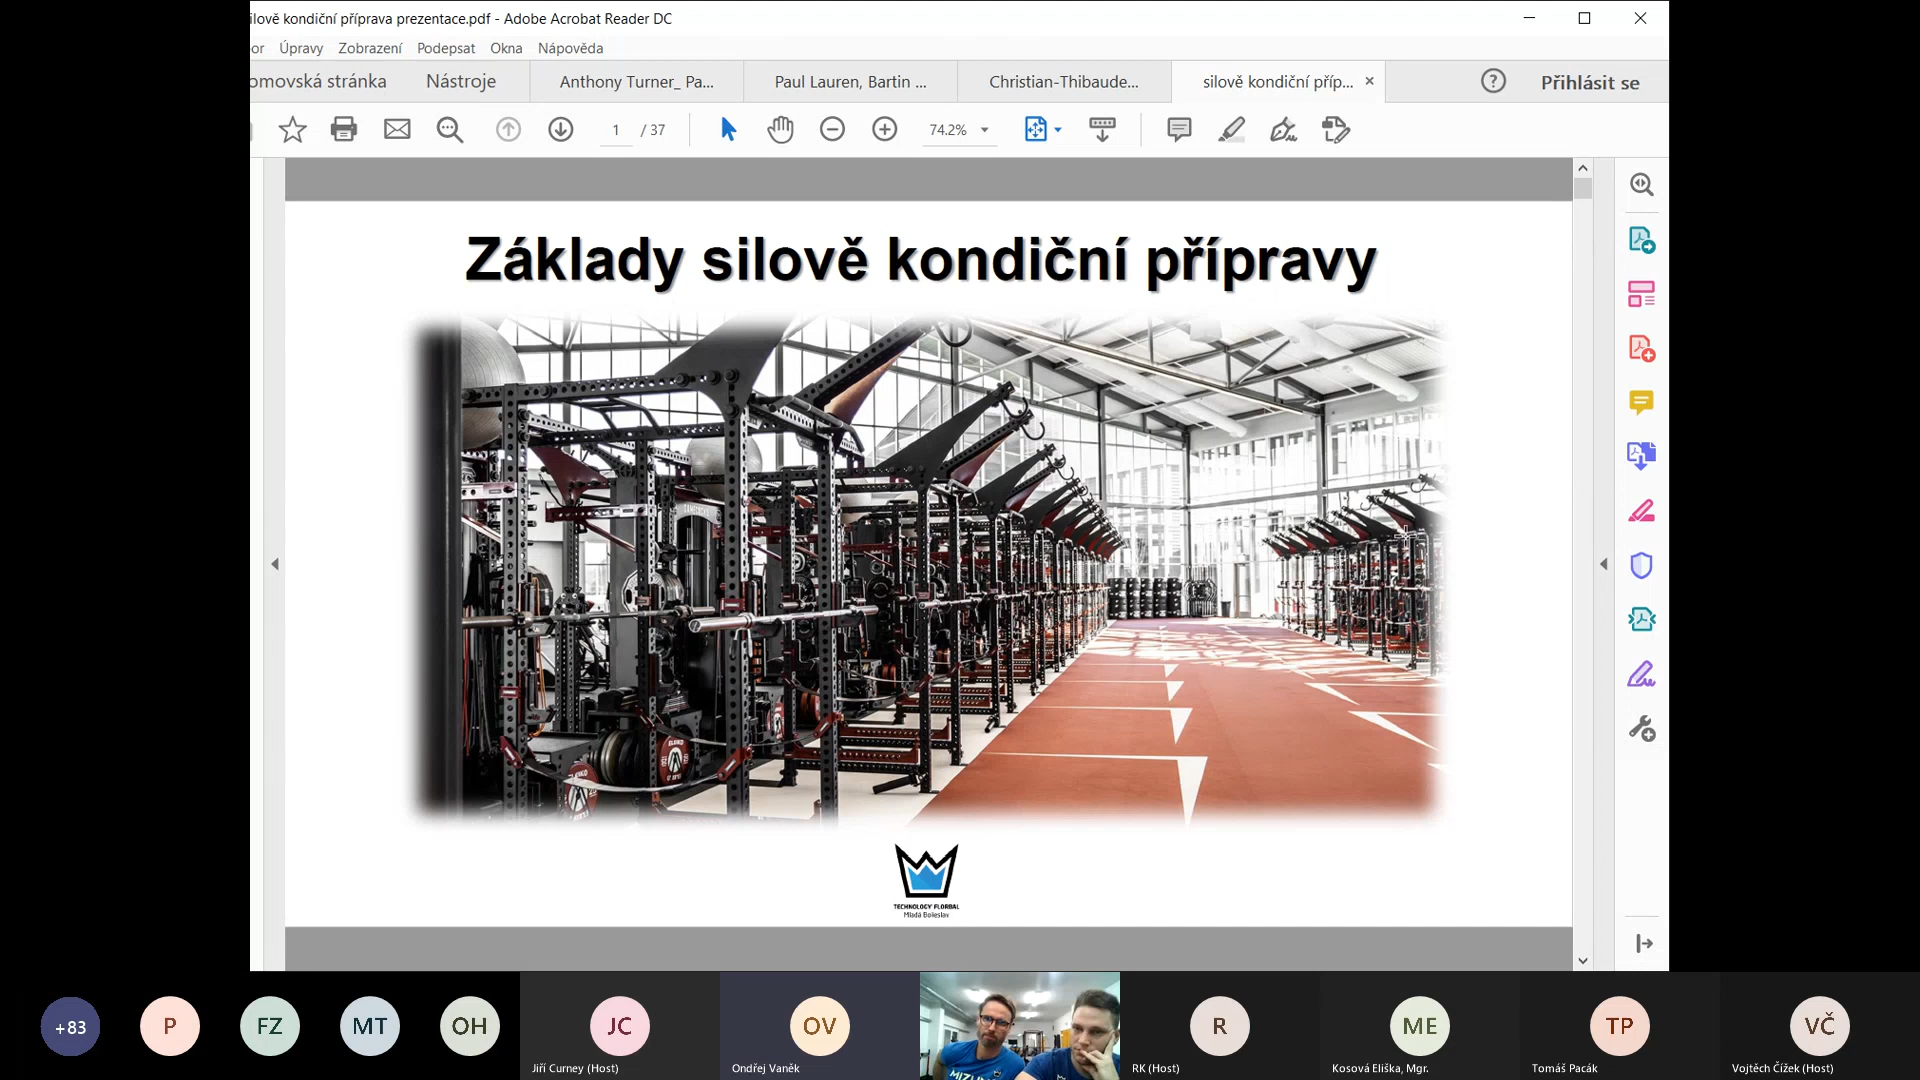 ilově kondiční příprava prezentace.pdf - Adobe Acrobat Reader DC
or Úpravy Zobrazení Podepsat Okna Nápověda
omovská stránka Nástroje Anthony Turner_ Pa... Paul Lauren, Bartin ... Christian-Thibaude... silově kondiční příp... × ? Přihlásit se
1 / 37 74.2%
Základy silově kondiční přípravy
ELEIKO
TECHNOLOGY FLORBAL
Mladá Boleslav
+83 P FZ MT OH JC OV R ME TP VČ
MIZUNO
Jiří Curney (Host) Ondřej Vaněk RK (Host) Kosová Eliška, Mgr. Tomáš Pacák Vojtěch Čížek (Host)